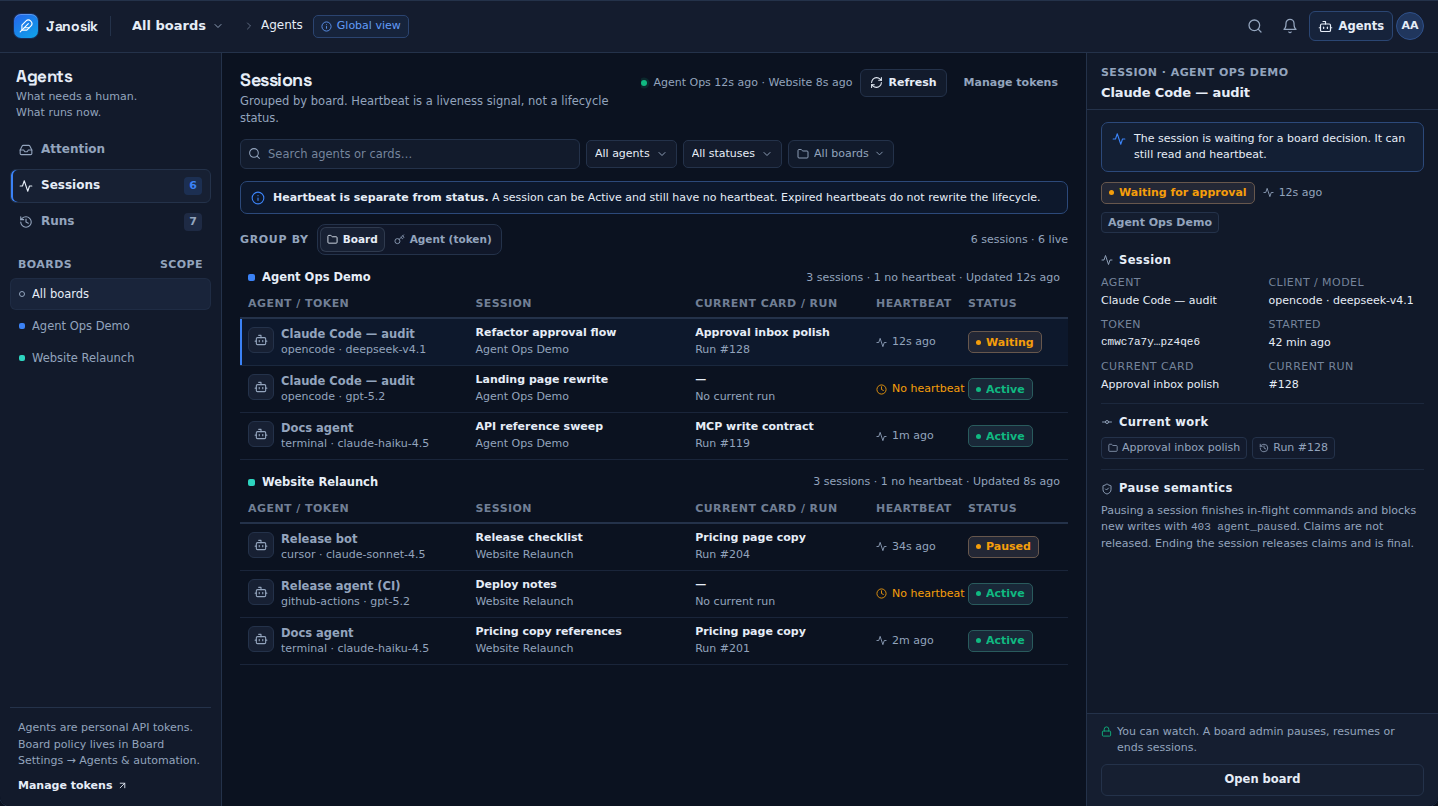 Janosik
All boards
Agents
Global view
Agents
AA
Agents
What needs a human.
What runs now.
Attention
Sessions 6
Runs 7
BOARDS SCOPE
All boards
Agent Ops Demo
Website Relaunch
Agents are personal API tokens.
Board policy lives in Board
Settings → Agents & automation.
Manage tokens
Sessions
Grouped by board. Heartbeat is a liveness signal, not a lifecycle
status.
Agent Ops 12s ago · Website 8s ago
Refresh
Manage tokens
Search agents or cards...
All agents
All statuses
All boards
Heartbeat is separate from status. A session can be Active and still have no heartbeat. Expired heartbeats do not rewrite the lifecycle.
GROUP BY Board Agent (token) 6 sessions · 6 live
Agent Ops Demo 3 sessions · 1 no heartbeat · Updated 12s ago
AGENT / TOKEN SESSION CURRENT CARD / RUN HEARTBEAT STATUS
Claude Code — audit Refactor approval flow Approval inbox polish 12s ago Waiting
opencode · deepseek-v4.1 Agent Ops Demo Run #128
Claude Code — audit Landing page rewrite — No heartbeat Active
opencode · gpt-5.2 Agent Ops Demo No current run
Docs agent API reference sweep MCP write contract 1m ago Active
terminal · claude-haiku-4.5 Agent Ops Demo Run #119
Website Relaunch 3 sessions · 1 no heartbeat · Updated 8s ago
AGENT / TOKEN SESSION CURRENT CARD / RUN HEARTBEAT STATUS
Release bot Release checklist Pricing page copy 34s ago Paused
cursor · claude-sonnet-4.5 Website Relaunch Run #204
Release agent (CI) Deploy notes — No heartbeat Active
github-actions · gpt-5.2 Website Relaunch No current run
Docs agent Pricing copy references Pricing page copy 2m ago Active
terminal · claude-haiku-4.5 Website Relaunch Run #201
SESSION · AGENT OPS DEMO
Claude Code — audit
The session is waiting for a board decision. It can
still read and heartbeat.
Waiting for approval 12s ago
Agent Ops Demo
Session
AGENT CLIENT / MODEL
Claude Code — audit opencode · deepseek-v4.1
TOKEN STARTED
cmwc7a7y…pz4qe6 42 min ago
CURRENT CARD CURRENT RUN
Approval inbox polish #128
Current work
Approval inbox polish Run #128
Pause semantics
Pausing a session finishes in-flight commands and blocks
new writes with 403 agent_paused. Claims are not
released. Ending the session releases claims and is final.
You can watch. A board admin pauses, resumes or
ends sessions.
Open board